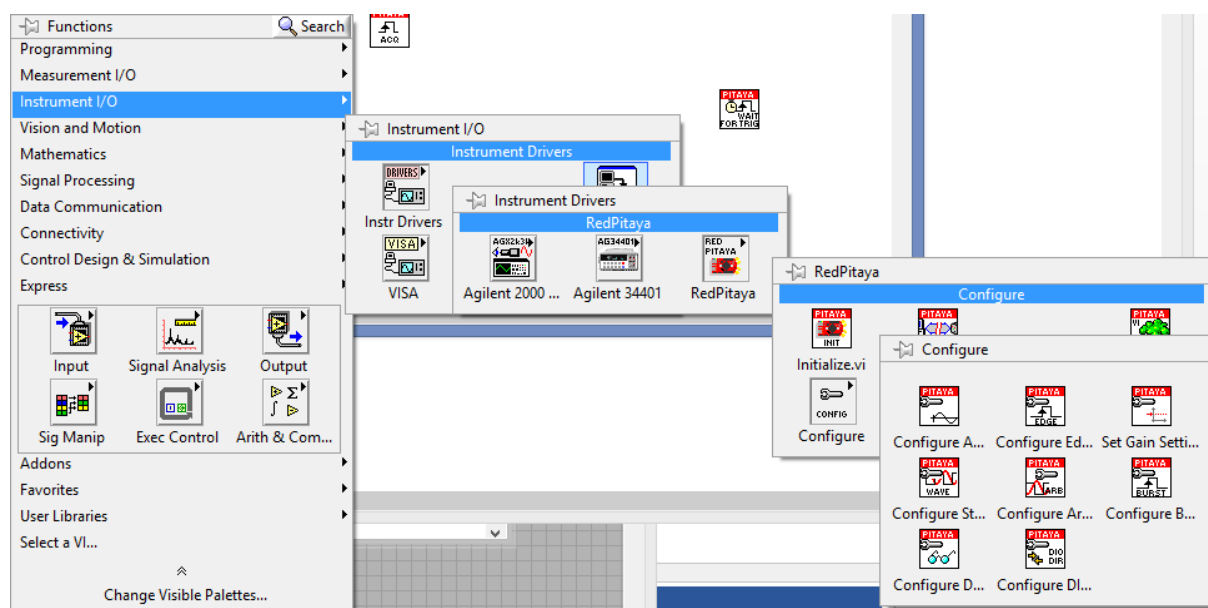 Functions
Search
Programming
Measurement I/O
Instrument I/O
Vision and Motion
Mathematics
Signal Processing
Data Communication
Connectivity
Control Design & Simulation
Express
Input
Signal Analysis
Output
Sig Manip
Exec Control
Arith & Com...
Addons
Favorites
User Libraries
Select a VI...
Change Visible Palettes...
ACQ
PITAYA
WAIT
FOR TRIG
Instrument I/O
Instrument Drivers
DRIVERS
Instr Drivers
VISA
VISA
Instrument Drivers
RedPitaya
AGX2k3k
AG34401
RED
PITAYA
Agilent 2000 ...
Agilent 34401
RedPitaya
RedPitaya
Configure
PITAYA
INIT
PITAYA
PITAYA
VI
Initialize.vi
CONFIG
Configure
Configure
PITAYA
PITAYA
EDGE
PITAYA
Configure A...
Configure Ed...
Set Gain Setti...
PITAYA
WAVE
PITAYA
ARB
PITAYA
BURST
Configure St...
Configure Ar...
Configure B...
PITAYA
PITAYA
DIO
DIR
Configure D...
Configure DI...